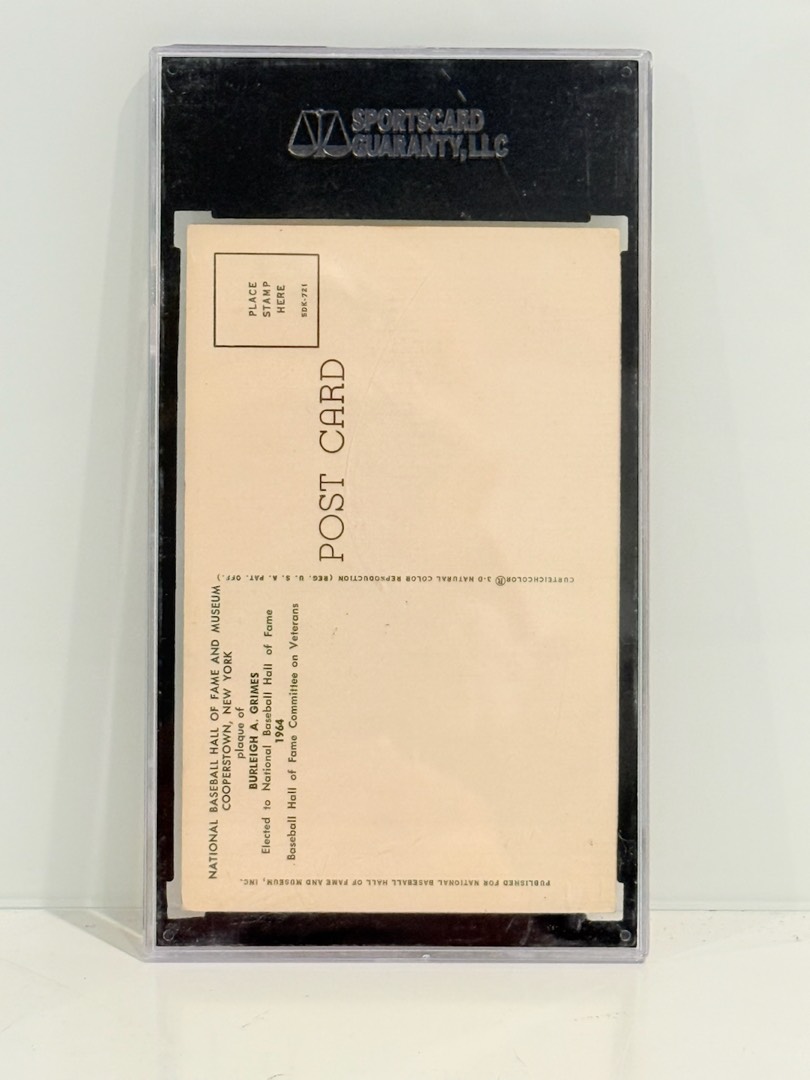 SPORTSCARD
GUARANTY, LLC
NATIONAL BASEBALL HALL OF FAME AND MUSEUM
COOPERSTOWN, NEW YORK
plaque of
BURLEIGH A. GRIMES
Elected to National Baseball Hall of Fame
1964
Baseball Hall of Fame Committee on Veterans
PUBLISHED FOR NATIONAL BASEBALL HALL OF FAME AND MUSEUM, INC.
CURTEICHCOLOR® 3-D NATURAL COLOR REPRODUCTION (REG. U. S. A. PAT. OFF.)
POST CARD
PLACE
STAMP
HERE
5DK-721